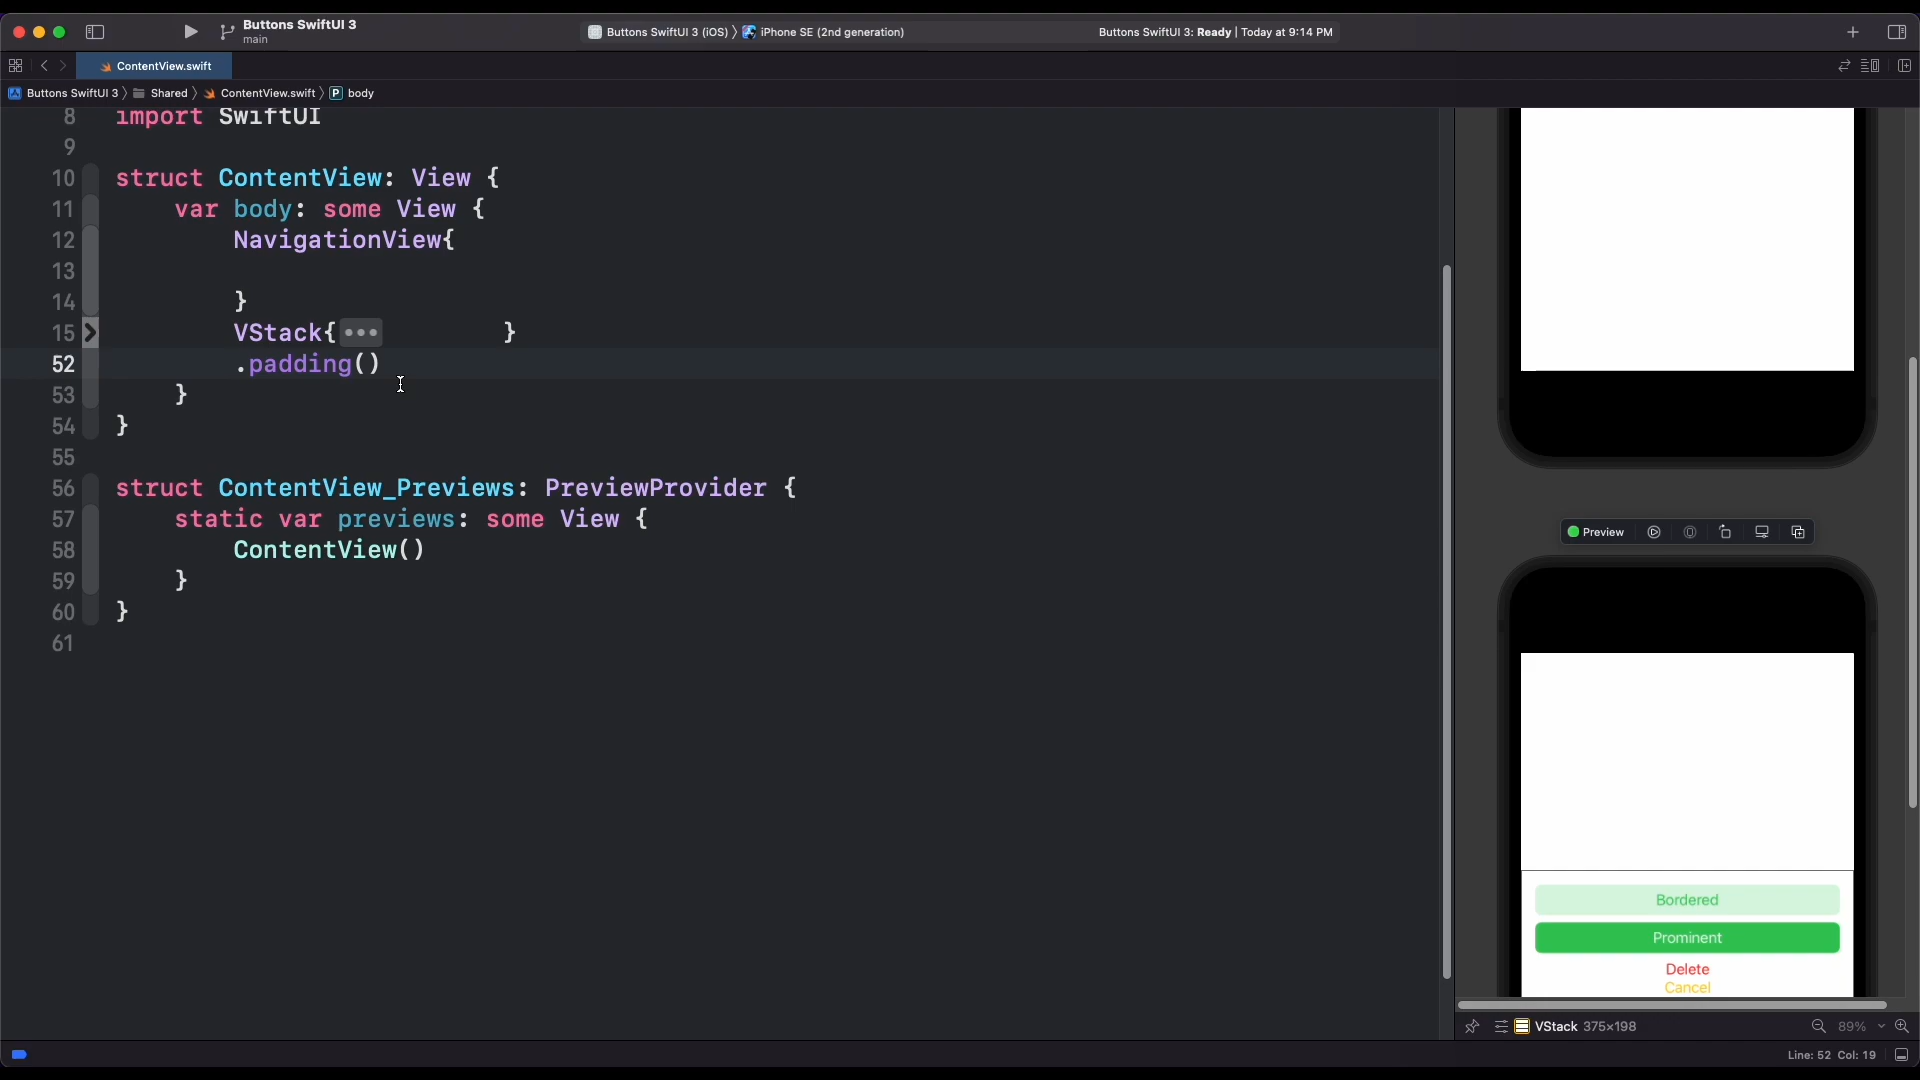 Buttons SwiftUI 3
main
Buttons SwiftUI 3 (iOS) 〉 iPhone SE (2nd generation)
Buttons SwiftUI 3: Ready | Today at 9:14 PM
ContentView.swift
Buttons SwiftUI 3 〉 Shared 〉 ContentView.swift 〉 P body
8 import SwiftUI
9
10 struct ContentView: View {
11 var body: some View {
12 NavigationView{
13
14 }
15 VStack{••• }
52 .padding()
53 }
54 }
55
56 struct ContentView_Previews: PreviewProvider {
57 static var previews: some View {
58 ContentView()
59 }
60 }
61
Preview
Bordered
Prominent
Delete
Cancel
VStack 375×198
89%
Line: 52 Col: 19